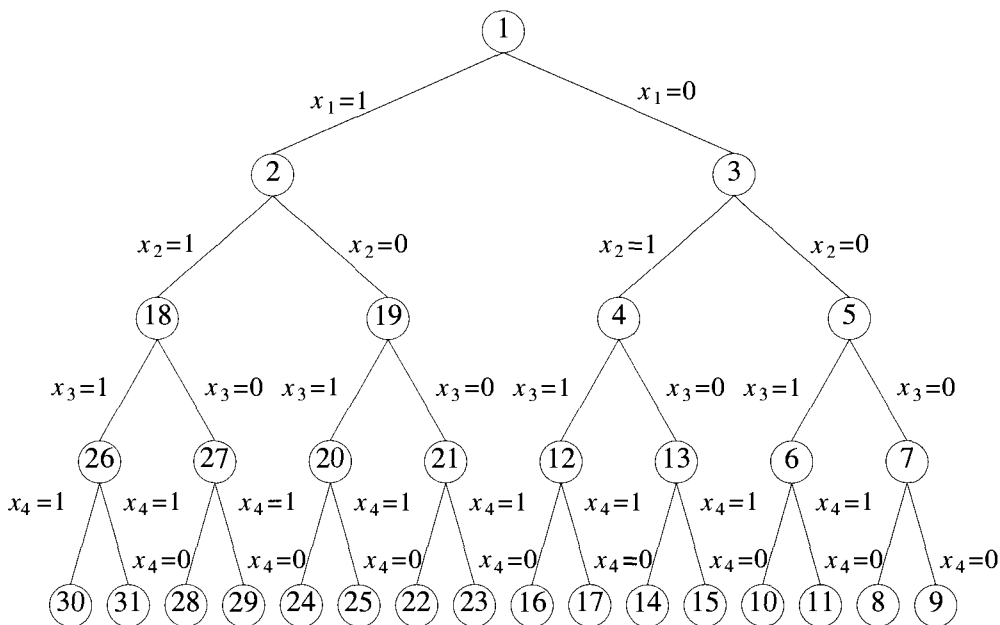 1
x1=1 x1=0
2 3
x2=1 x2=0 x2=1 x2=0
18 19 4 5
x3=1 x3=0 x3=1 x3=0 x3=1 x3=0 x3=1 x3=0
26 27 20 21 12 13 6 7
x4=1 x4=1 x4=1 x4=1 x4=1 x4=1 x4=1 x4=1
x4=0 x4=0 x4=0 x4=0 x4=0 x4=0 x4=0 x4=0
30 31 28 29 24 25 22 23 16 17 14 15 10 11 8 9